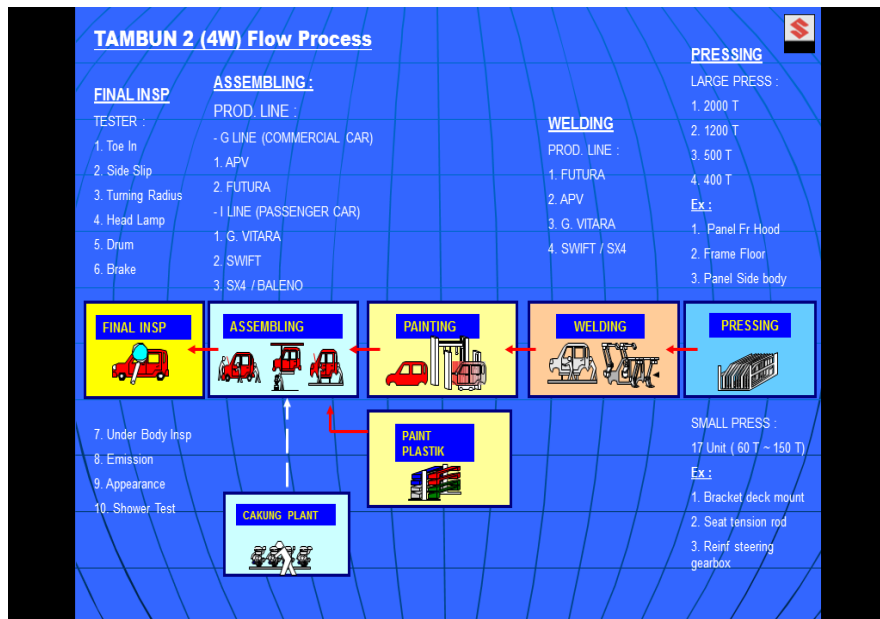 TAMBUN 2 (4W) Flow Process
FINAL INSP
TESTER :
1. Toe In
2. Side Slip
3. Turning Radius
4. Head Lamp
5. Drum
6. Brake
ASSEMBLING :
PROD. LINE :
- G LINE (COMMERCIAL CAR)
1. APV
2. FUTURA
- I LINE (PASSENGER CAR)
1. G. VITARA
2. SWIFT
3. SX4 / BALENO
WELDING
PROD. LINE :
1. FUTURA
2. APV
3. G. VITARA
4. SWIFT / SX4
PRESSING
LARGE PRESS :
1. 2000 T
2. 1200 T
3. 500 T
4. 400 T
Ex :
1. Panel Fr Hood
2. Frame Floor
3. Panel Side body
FINAL INSP
ASSEMBLING
PAINTING
WELDING
PRESSING
7. Under Body Insp
8. Emission
9. Appearance
10. Shower Test
CAKUNG PLANT
PAINT
PLASTIK
SMALL PRESS :
17 Unit ( 60 T ~ 150 T)
Ex :
1. Bracket deck mount
2. Seat tension rod
3. Reinf steering
gearbox